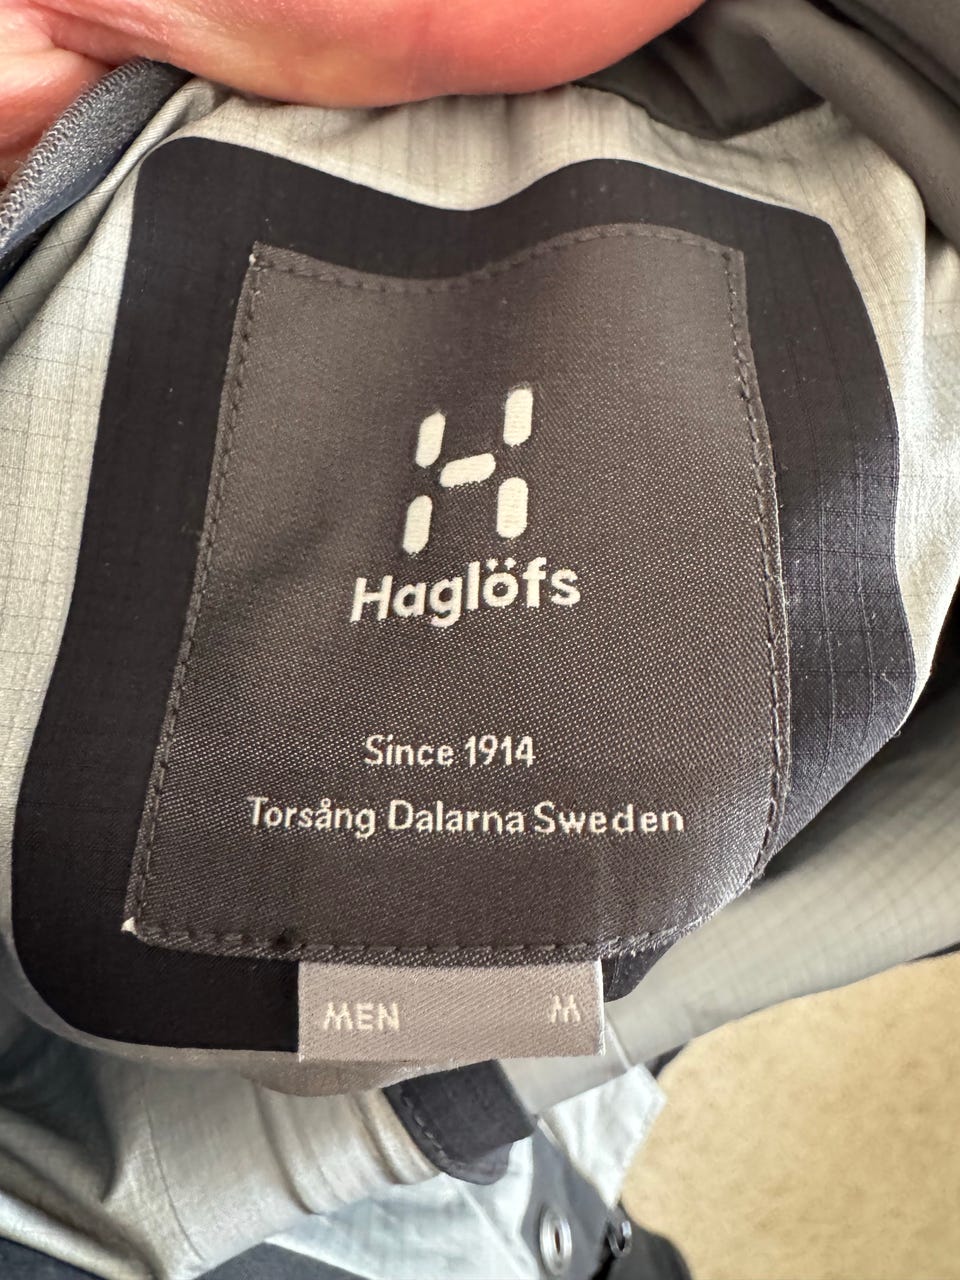 Haglöfs
Since 1914
Torsång Dalarna Sweden
MEN M